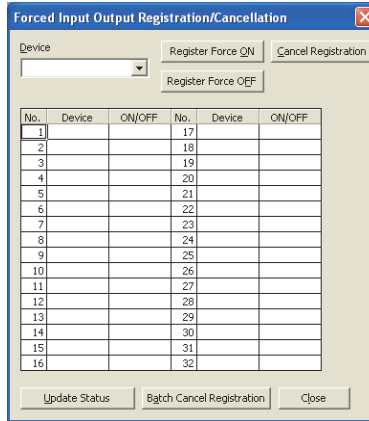 Forced Input Output Registration/Cancellation
Device
Register Force ON Cancel Registration
Register Force OFF
No. Device ON/OFF No. Device ON/OFF
1 17
2 18
3 19
4 20
5 21
6 22
7 23
8 24
9 25
10 26
11 27
12 28
13 29
14 30
15 31
16 32
Update Status Batch Cancel Registration Close